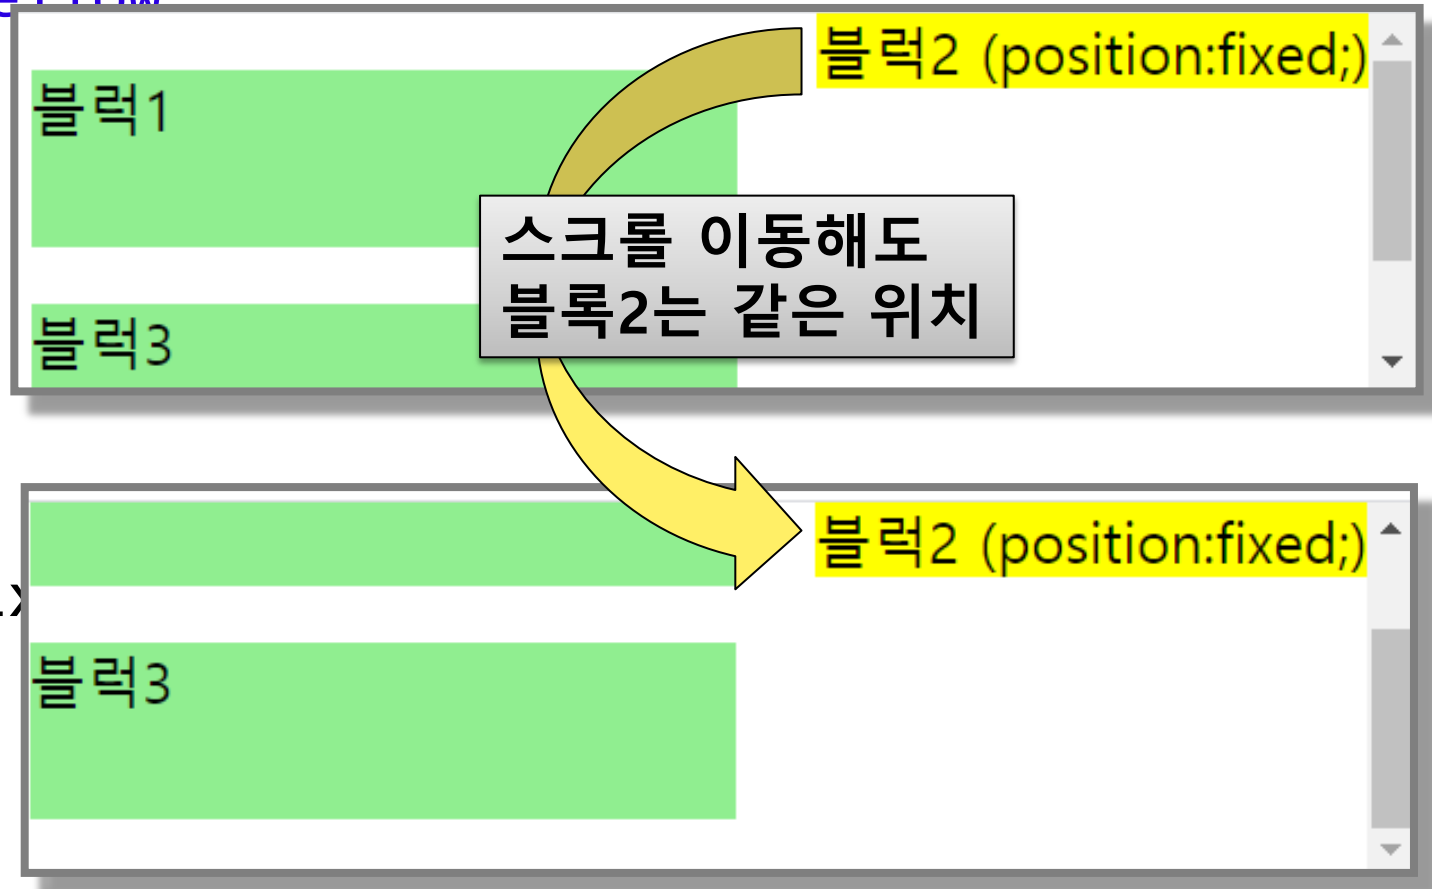 블럭2 (position:fixed;)
블럭1
스크롤 이동해도
블록2는 같은 위치
블럭3
블럭2 (position:fixed;)
블럭3